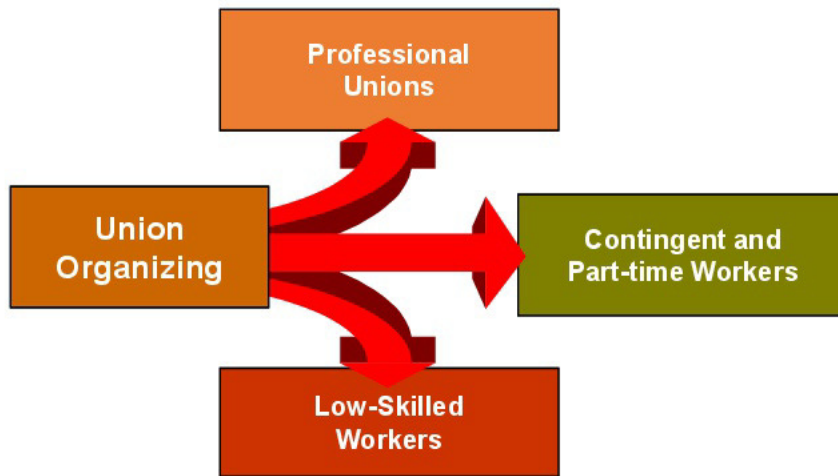 Professional
Unions
Union
Organizing
Contingent and
Part-time Workers
Low-Skilled
Workers